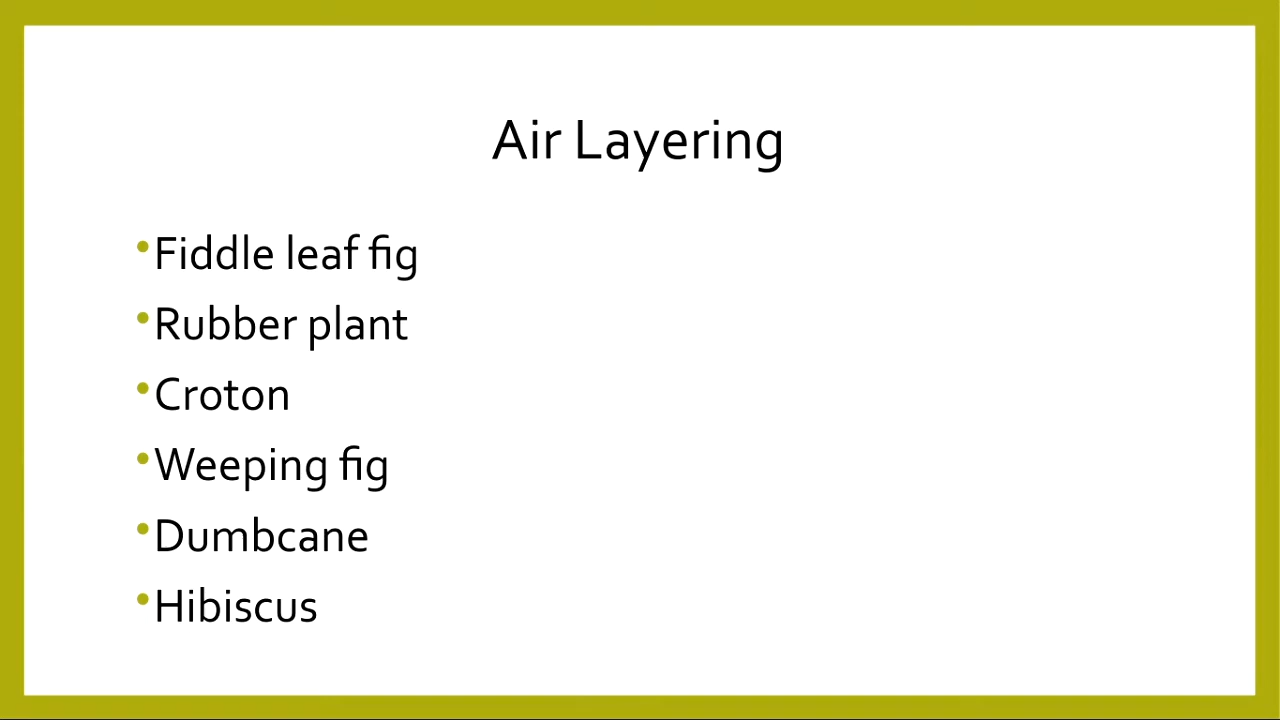 Air Layering
•Fiddle leaf fig
•Rubber plant
•Croton
•Weeping fig
•Dumbcane
•Hibiscus